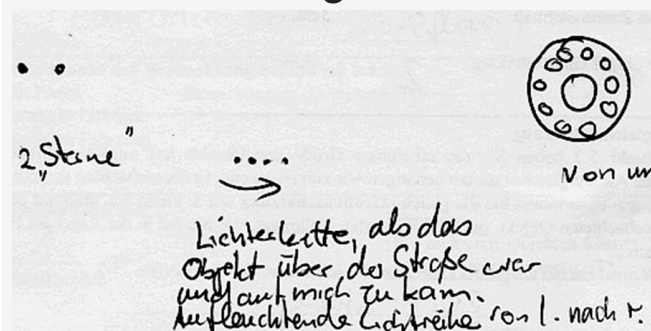 2 „Sterne"
von un
Lichterkette, als das
Objekt über der Straße war
und auf mich zu kam.
Aufleuchtende Lichtreihe von l. nach r.